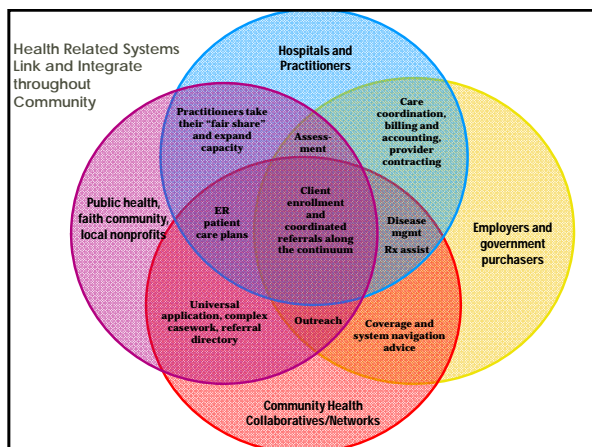 Health Related Systems
Link and Integrate
throughout
Community
Hospitals and
Practitioners
Practitioners take
their “fair share”
and expand
capacity
Assess-
ment
Care
coordination,
billing and
accounting,
provider
contracting
Public health,
faith community,
local nonprofits
ER
patient
care plans
Client
enrollment
and
coordinated
referrals along
the continuum
Disease
mgmt
Rx assist
Employers and
government
purchasers
Universal
application, complex
casework, referral
directory
Outreach
Coverage and
system navigation
advice
Community Health
Collaboratives/Networks